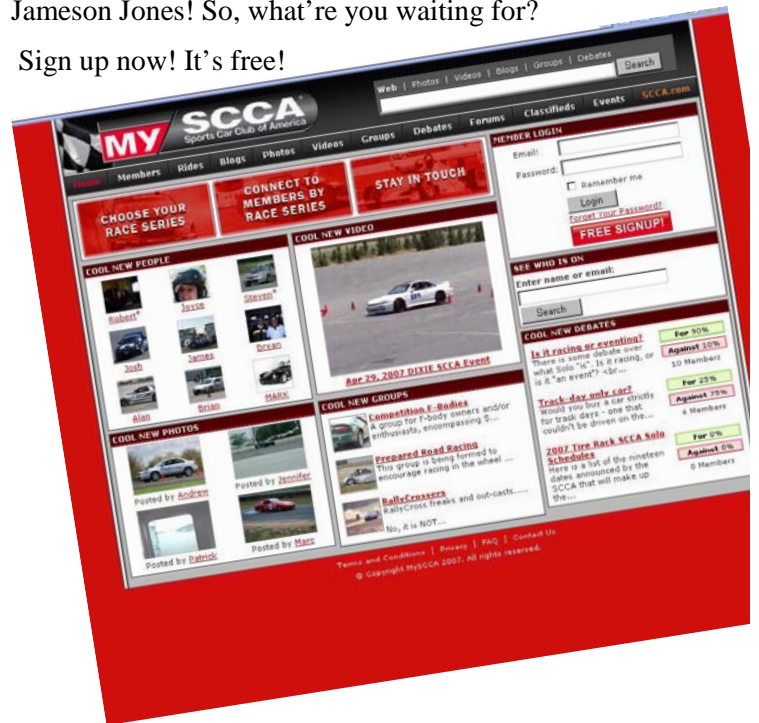 Jameson Jones! So, what're you waiting for?
Sign up now! It's free!
MY SCCA
Sports Car Club of America
Web | Photos | Videos | Blogs | Groups | Debates
Search
Home Members Rides Blogs Photos Videos Groups Debates Forums Classifieds Events SCCA.com
CHOOSE YOUR
RACE SERIES
CONNECT TO
MEMBERS BY
RACE SERIES
STAY IN TOUCH
MEMBER LOGIN
Email:
Password:
Remember me
Login
Forget Your Password?
FREE SIGNUP!
COOL NEW PEOPLE
Robert*
Joyce
Steven*
Josh
James
Bryan
Alan
Brian
MARK
COOL NEW VIDEO
Apr 29, 2007 DIXIE SCCA Event
SEE WHO IS ON
Enter name or email:
Search
COOL NEW PHOTOS
Posted by Andrew
Posted by Jennifer
Posted by Patrick
Posted by Marc
COOL NEW GROUPS
Competition F-Bodies
A group for F-body owners and/or
enthusiasts, encompassing S...
Prepared Road Racing
This group is being formed to
encourage racing in the wheel ...
RallyCrossers
RallyCross freaks and out-casts.....
No, it is NOT...
COOL NEW DEBATES
Is it racing or eventing?
There is some debate over
what Solo "is". Is it racing, or
is it "an event"? <br...
For 90%
Against 10%
10 Members
Track-day only car?
Would you buy a car strictly
for track days - one that
couldn't be driven on the...
For 25%
Against 75%
4 Members
2007 Tire Rack SCCA Solo
Schedules
Here is a list of the nineteen
dates announced by the
SCCA that will make up
the...
For 0%
Against 0%
0 Members
Terms and Conditions | Privacy | FAQ | Contact Us
© Copyright MySCCA 2007. All rights reserved.